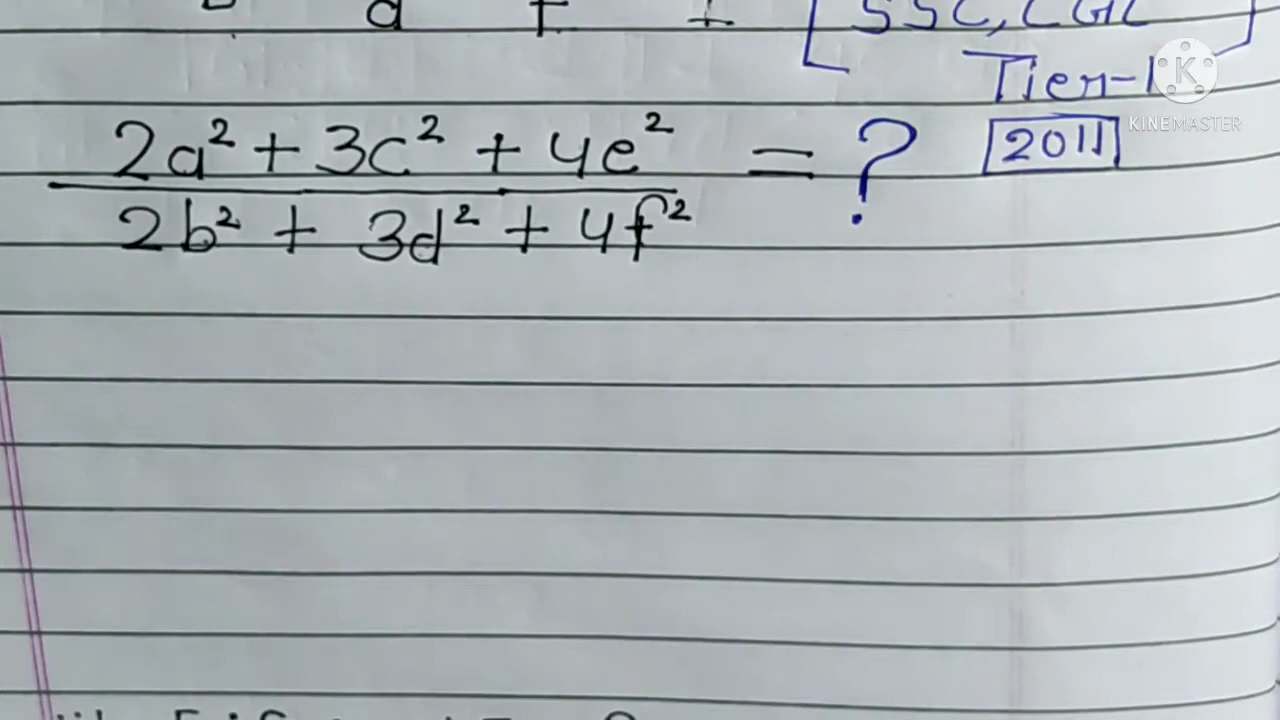 d f
SSC, CGL
Tier-1
KINEMASTER
2a² + 3c² + 4e² = ? 2011
2b² + 3d² + 4f²